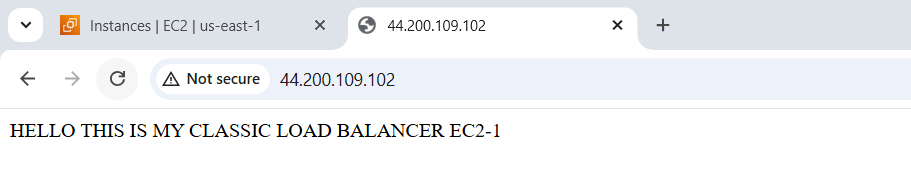 Instances | EC2 | us-east-1
44.200.109.102
Not secure
44.200.109.102
HELLO THIS IS MY CLASSIC LOAD BALANCER EC2-1